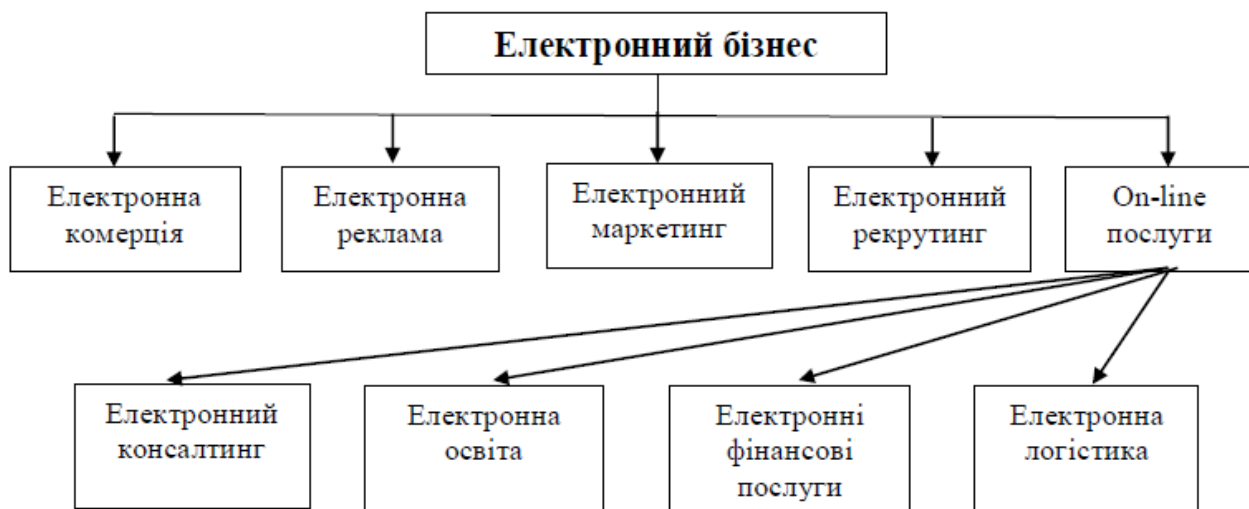 Електронний бізнес
Електронна
комерція
Електронна
реклама
Електронний
маркетинг
Електронний
рекрутинг
On-line
послуги
Електронний
консалтинг
Електронна
освіта
Електронні
фінансові
послуги
Електронна
логістика